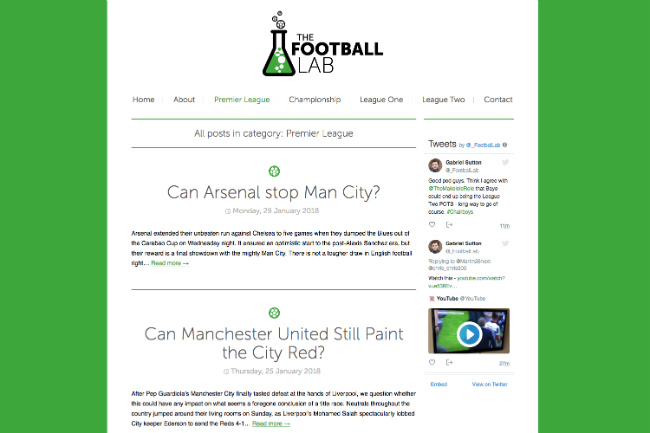 THE
FOOTBALL
LAB
Home About Premier League Championship League One League Two Contact
All posts in category: Premier League
Can Arsenal stop Man City?
Monday, 29 January 2018
Arsenal extended their unbeaten run against Chelsea to five games when they dumped the Blues out of
the Carabao Cup on Wednesday night. It ensured an optimistic start to the post-Alexis Sanchez era, but
their reward is a final showdown with the mighty Man City. There is not a tougher draw in English football
right... Read more →
Can Manchester United Still Paint
the City Red?
Thursday, 25 January 2018
After Pep Guardiola's Manchester City finally tasted defeat at the hands of Liverpool, we question whether
this could have any impact on what seems a foregone conclusion of a title race. Neutrals throughout the
country jumped around their living rooms on Sunday, as Liverpool's Mohamed Salah spectacularly lobbed
City keeper Ederson to send the Reds 4-1... Read more →
Tweets by @_FootbaLab
Gabriel Sutton
@_FootbaLab
Good pod guys. Think I agree with
that Baye
could end up being the League
Two POTS - long way to go of
course. #Chairboys
11m
Gabriel Sutton
@_FootbaLab
Replying to
Watch this - youtube.com/watch?
YouTube @YouTube
27m
Embed View on Twitter